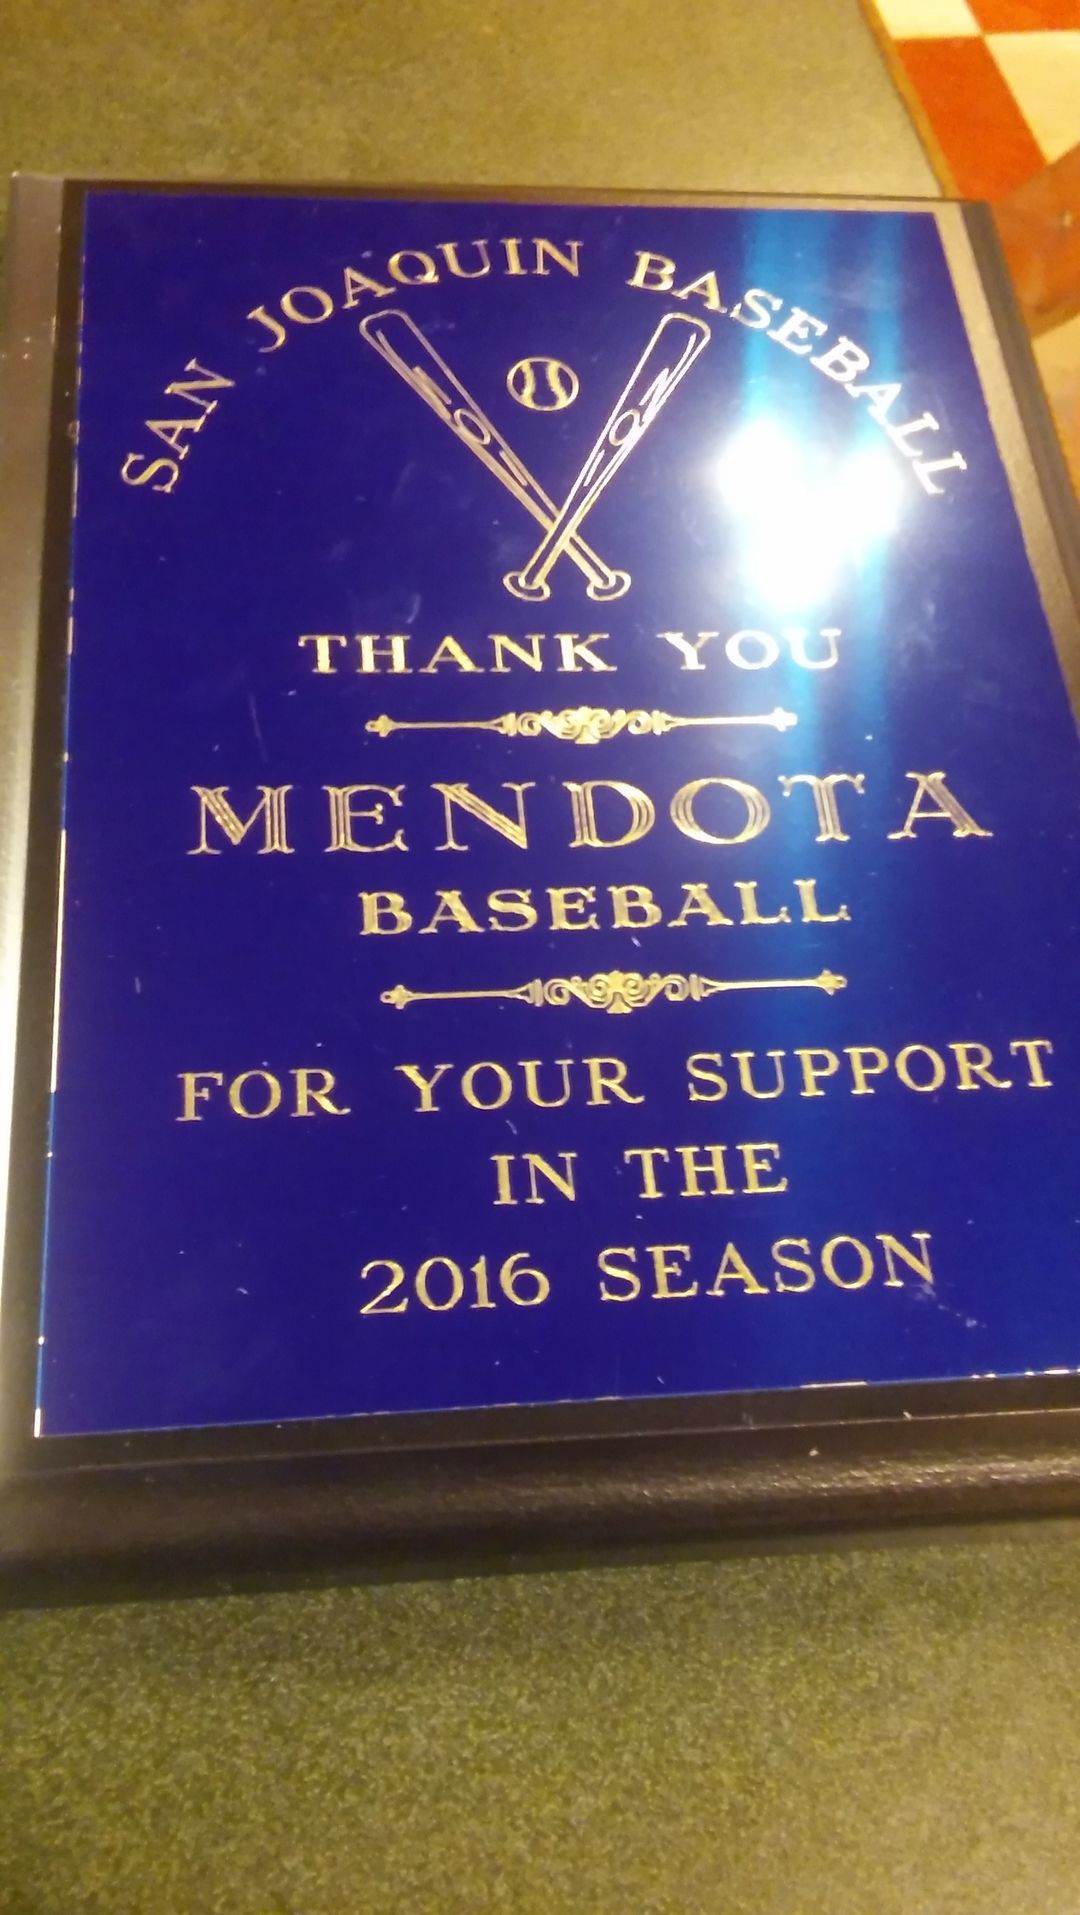 SAN JOAQUIN BASEBALL
THANK YOU
MENDOTA
BASEBALL
FOR YOUR SUPPORT
IN THE
2016 SEASON